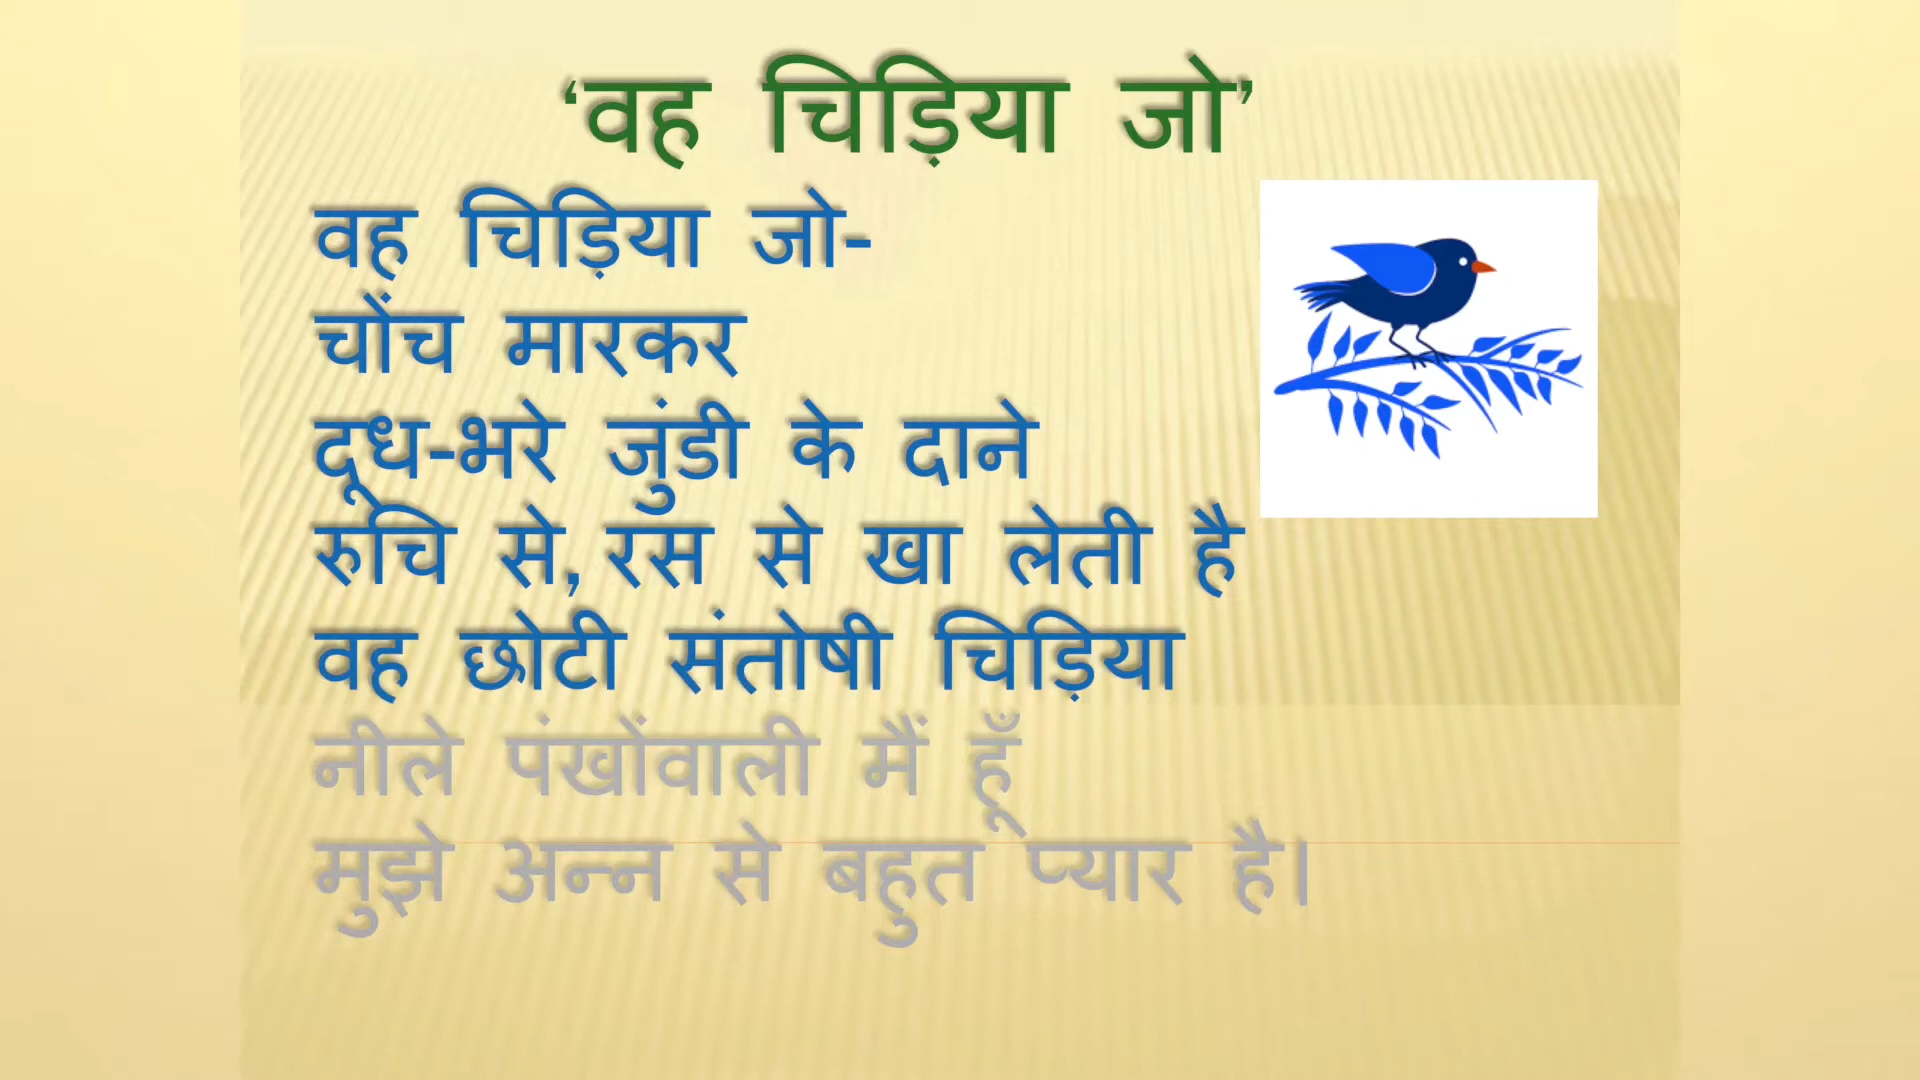 ‘वह चिड़िया जो’
वह चिड़िया जो-
चोंच मारकर
दूध-भरे जुंडी के दाने
रुचि से, रस से खा लेती है
वह छोटी संतोषी चिड़िया
नीले पंखोंवाली मैं हूँ
मुझे अन्न से बहुत प्यार है।